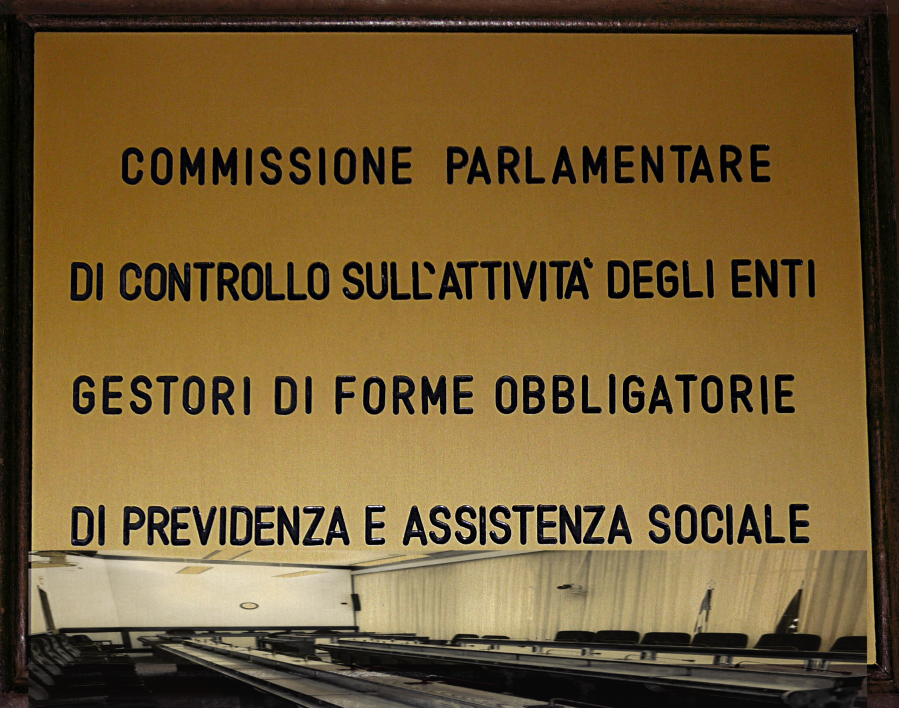 COMMISSIONE PARLAMENTARE
DI CONTROLLO SULL'ATTIVITA' DEGLI ENTI
GESTORI DI FORME OBBLIGATORIE
DI PREVIDENZA E ASSISTENZA SOCIALE